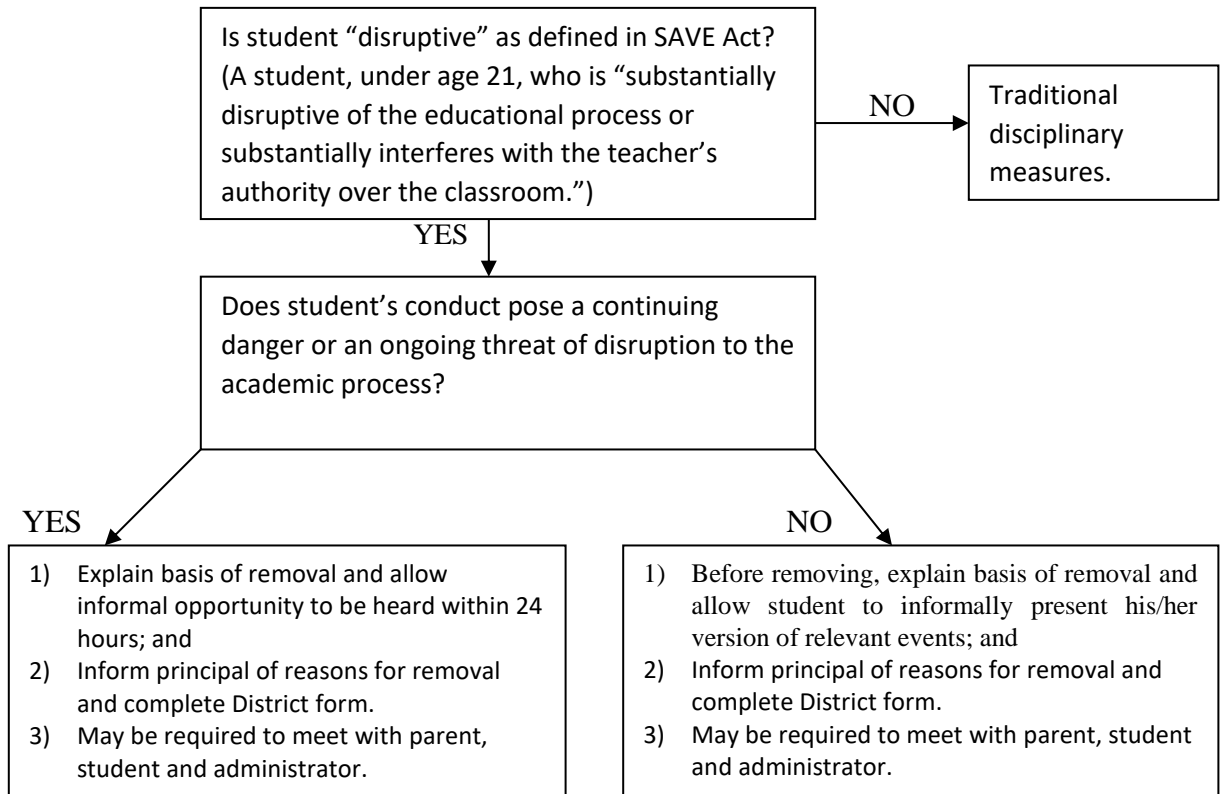 Is student “disruptive” as defined in SAVE Act?
(A student, under age 21, who is “substantially
disruptive of the educational process or
substantially interferes with the teacher’s
authority over the classroom.”)
NO
Traditional
disciplinary
measures.
YES
Does student’s conduct pose a continuing
danger or an ongoing threat of disruption to the
academic process?
YES
1) Explain basis of removal and allow
informal opportunity to be heard within 24
hours; and
2) Inform principal of reasons for removal
and complete District form.
3) May be required to meet with parent,
student and administrator.
NO
1) Before removing, explain basis of removal and
allow student to informally present his/her
version of relevant events; and
2) Inform principal of reasons for removal and
complete District form.
3) May be required to meet with parent, student
and administrator.